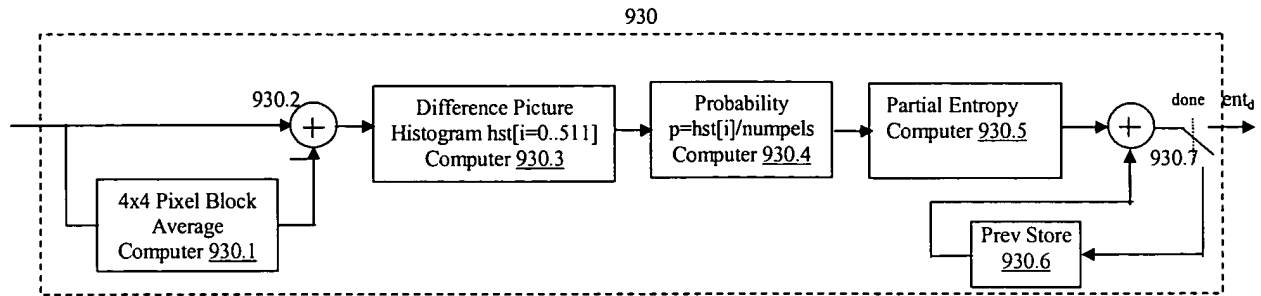 930
930.2
Difference Picture
Histogram hst[i=0..511]
Computer 930.3
Probability
p=hst[i]/numpels
Computer 930.4
Partial Entropy
Computer 930.5
done
ent_d
930.7
4x4 Pixel Block
Average
Computer 930.1
Prev Store
930.6